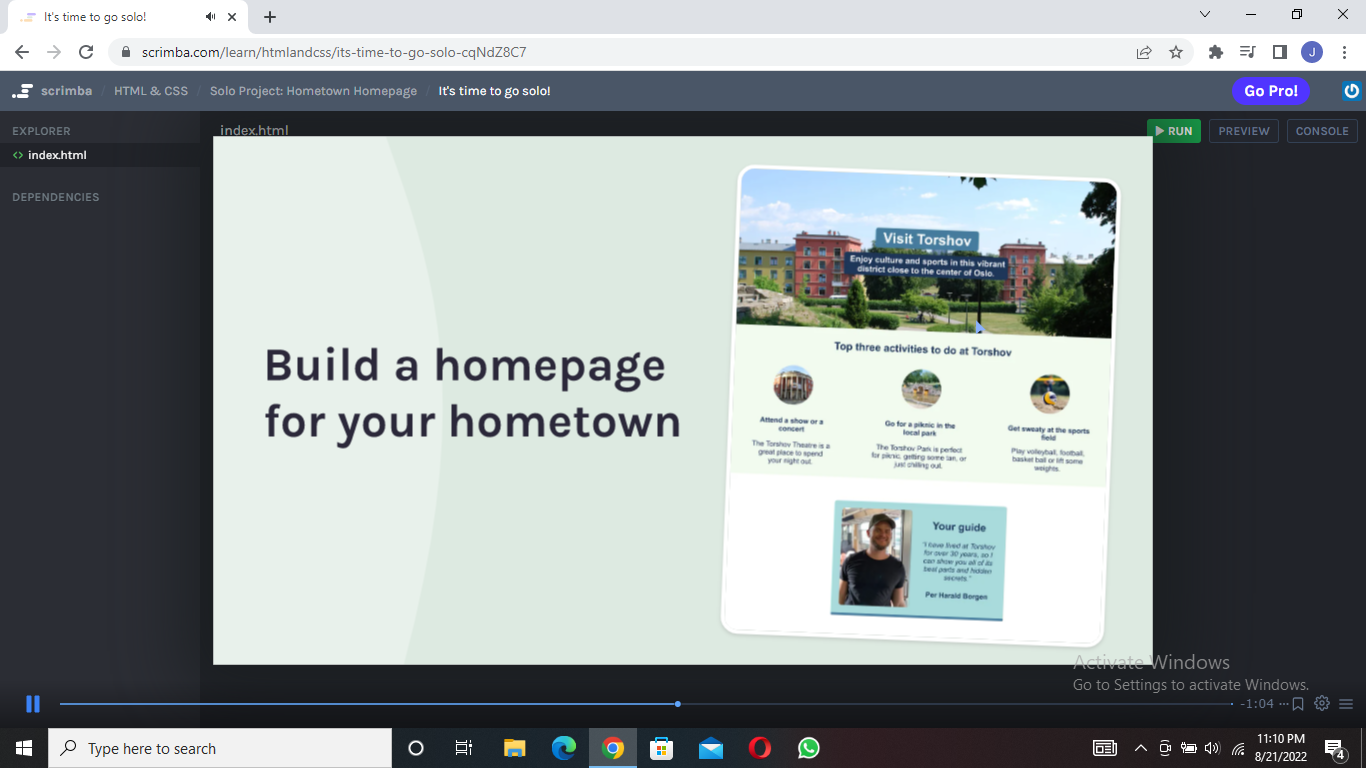 It's time to go solo!
scrimba.com/learn/htmlandcss/its-time-to-go-solo-cqNdZ8C7
J
scrimba / HTML & CSS / Solo Project: Hometown Homepage / It's time to go solo!
Go Pro!
EXPLORER
index.html
RUN
PREVIEW
CONSOLE
<> index.html
DEPENDENCIES
Build a homepage
for your hometown
Visit Torshov
Enjoy culture and sports in this vibrant
district close to the center of Oslo.
Top three activities to do at Torshov
Attend a show or a
concert
The Torshov Theatre is a
great place to spend
your night out.
Go for a piknic in the
local park
The Torshov Park is perfect
for piknic, getting some tan, or
just chilling out.
Get sweaty at the sports
field
Play volleyball, football,
basket ball or lift some
weights.
Your guide
"I have lived at Torshov
for over 30 years, so I
can show you all of its
best parts and hidden
secrets."
Per Harald Borgen
Activate Windows
Go to Settings to activate Windows.
-1:04
Type here to search
11:10 PM
8/21/2022
4